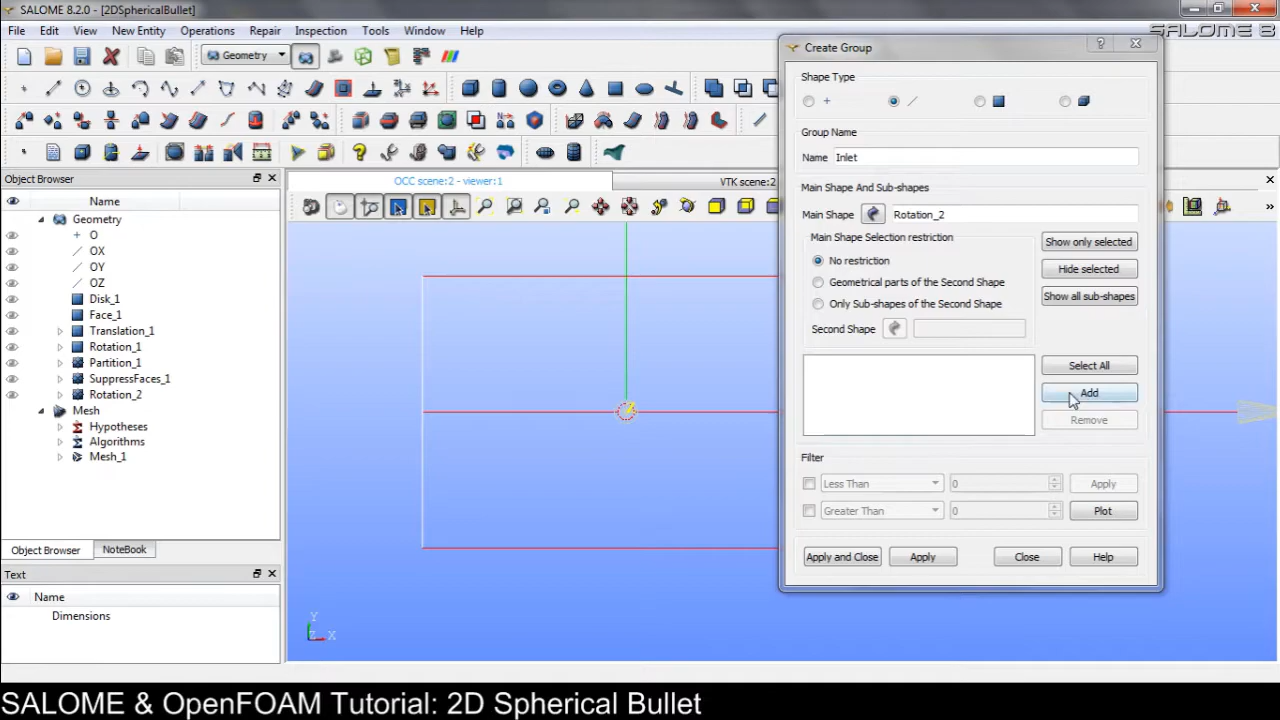 SALOME 8.2.0 - [2DSphericalBullet]
File Edit View New Entity Operations Repair Inspection Tools Window Help
SALOME 8
Geometry
Object Browser
Name
Geometry
O
OX
OY
OZ
Disk_1
Face_1
Translation_1
Rotation_1
Partition_1
SuppressFaces_1
Rotation_2
Mesh
Hypotheses
Algorithms
Mesh_1
Object Browser NoteBook
Text
Name
Dimensions
OCC scene:2 - viewer:1
VTK scene:2
Y
Z X
Create Group
Shape Type
Group Name
Name Inlet
Main Shape And Sub-shapes
Main Shape Rotation_2
Main Shape Selection restriction
No restriction
Geometrical parts of the Second Shape
Only Sub-shapes of the Second Shape
Second Shape
Show only selected
Hide selected
Show all sub-shapes
Select All
Add
Remove
Filter
Less Than 0 Apply
Greater Than 0 Plot
Apply and Close Apply Close Help
SALOME & OpenFOAM Tutorial: 2D Spherical Bullet